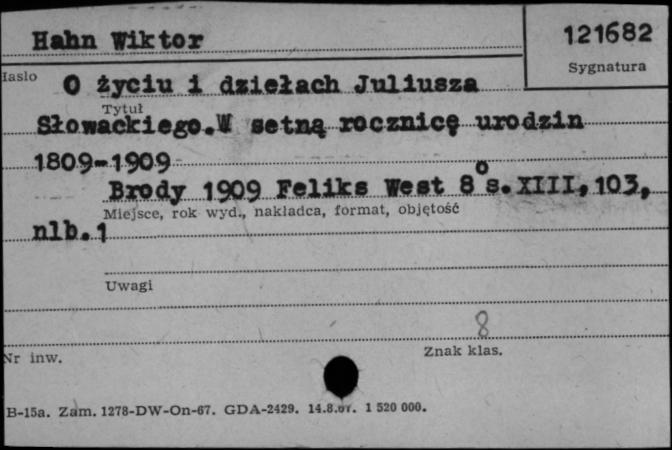 Hahn Wiktor
121682
Hasło
Sygnatura
O życiu i dziełach Juliusza
Tytuł
Słowackiego.W setną rocznicę urodzin
1809-1909
Brody 1909 Feliks West 8° s.XIII,103,
Miejsce, rok wyd., nakładca, format, objętość
nlb.1
Uwagi
8
Nr inw.
Znak klas.
B-15a. Zam. 1278-DW-On-67. GDA-2429. 14.8.67. 1 520 000.